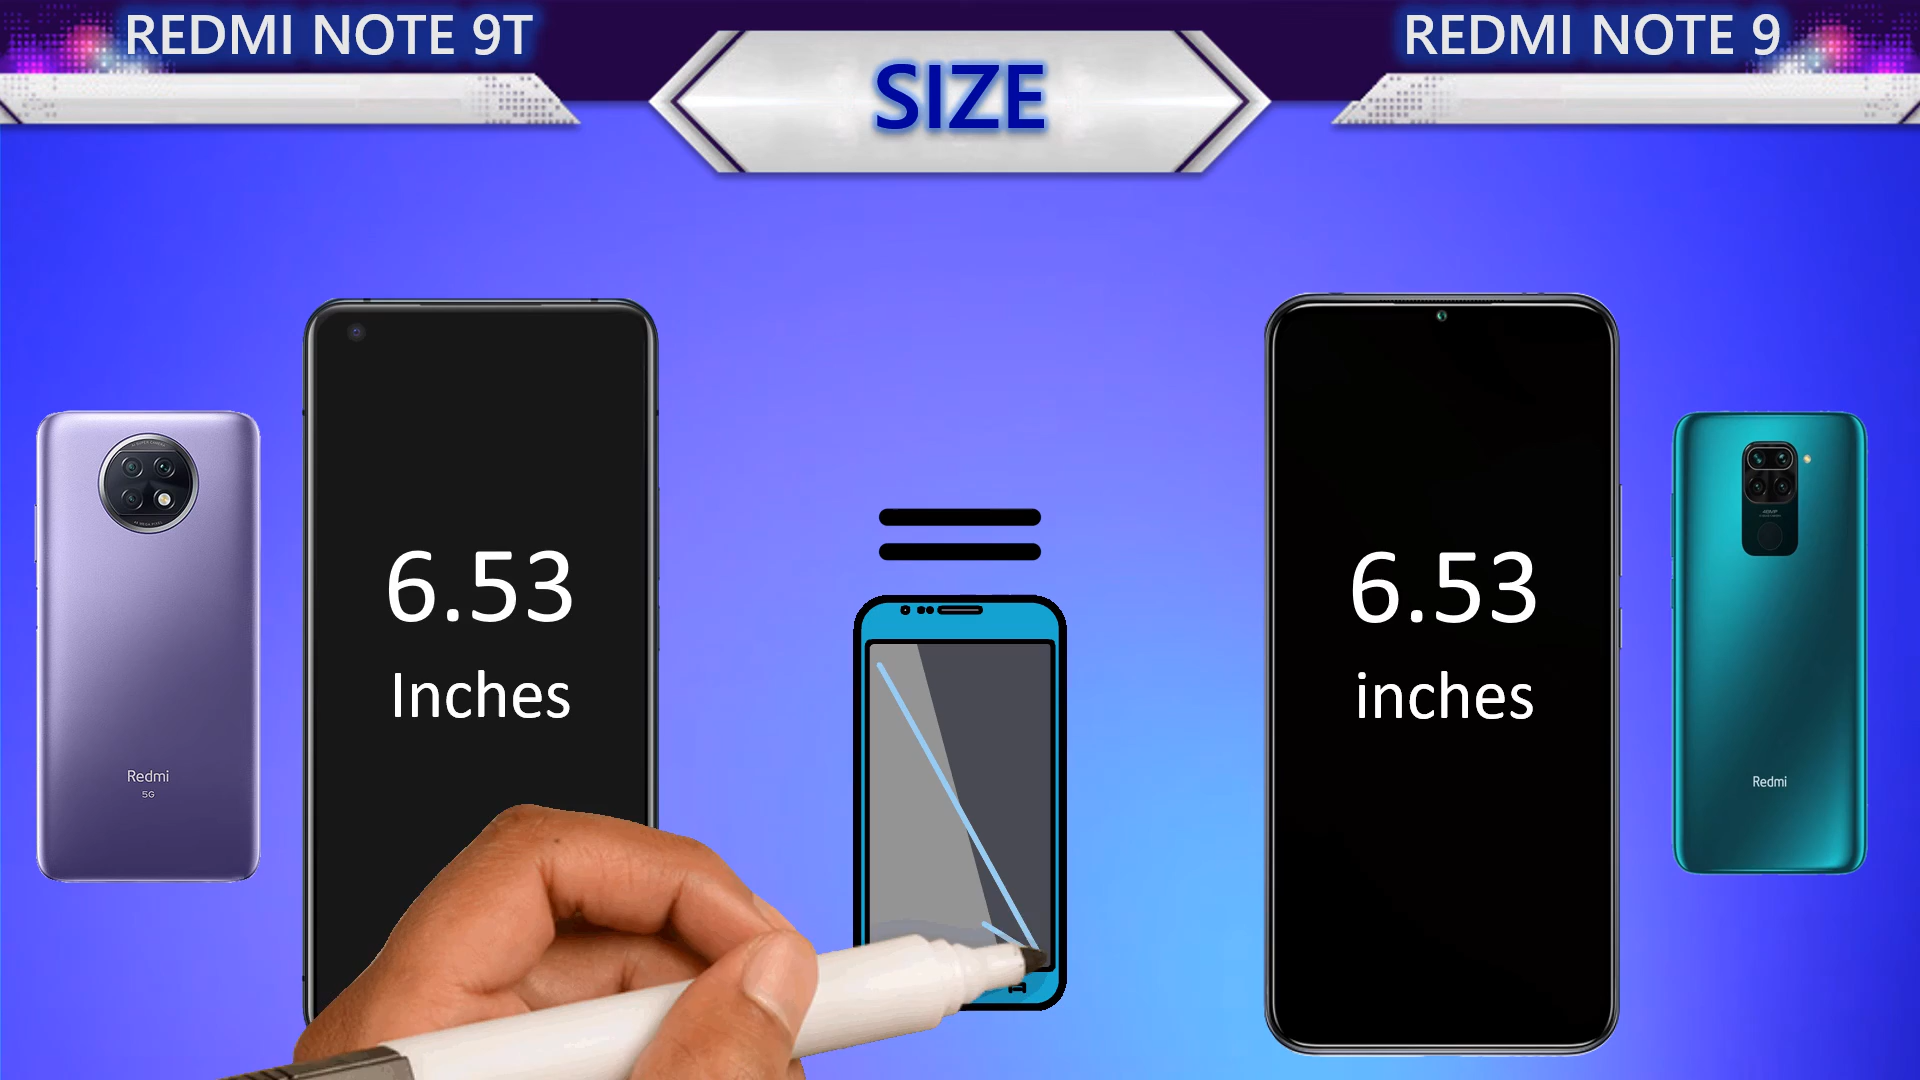 REDMI NOTE 9T
SIZE
REDMI NOTE 9
6.53
Inches
6.53
inches
Redmi
5G
Redmi